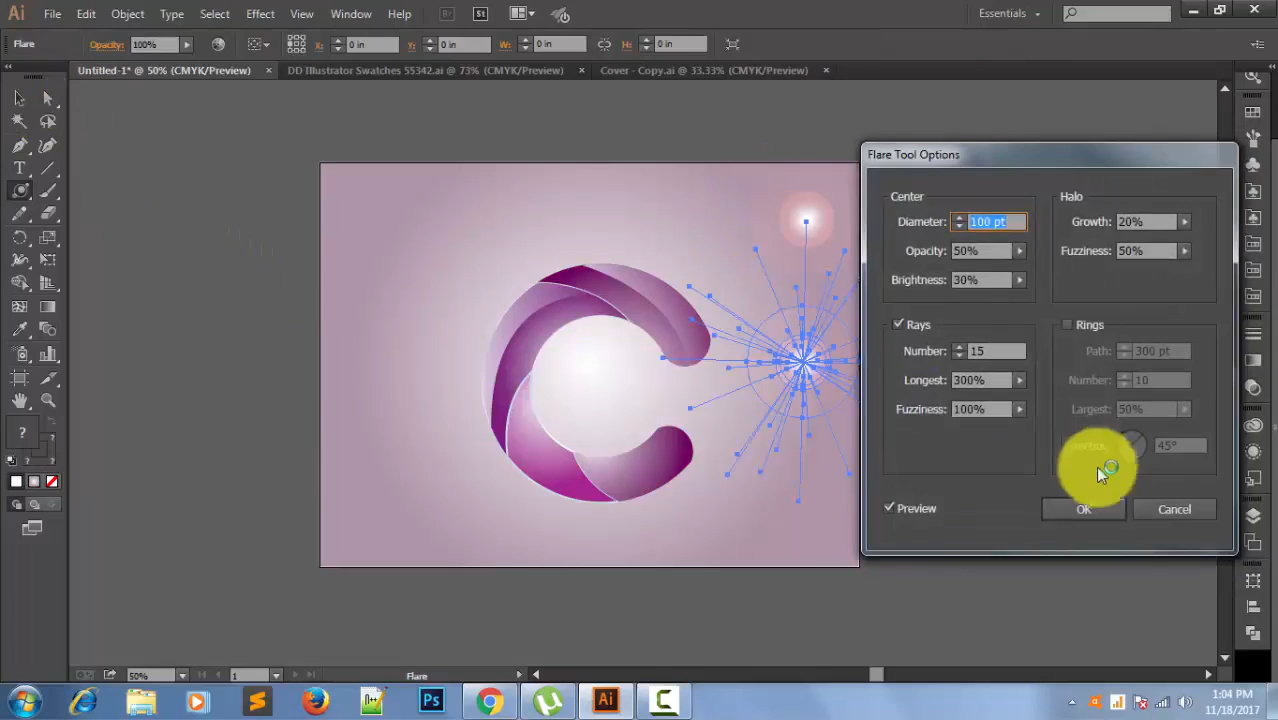 Ai File Edit Object Type Select Effect View Window Help Br St Essentials
Flare Opacity: 100% X: 0 in Y: 0 in W: 0 in H: 0 in
Untitled-1* @ 50% (CMYK/Preview) × DD Illustrator Swatches 55342.ai @ 73% (CMYK/Preview) × Cover - Copy.ai @ 33.33% (CMYK/Preview) ×
Flare Tool Options
Center Halo
Diameter: 100 pt Growth: 20%
Opacity: 50% Fuzziness: 50%
Brightness: 30%
Rays Rings
Number: 15 Path: 300 pt
Longest: 300% Number: 10
Fuzziness: 100% Largest: 50%
45°
?
Preview OK Cancel
50% 1 Flare
Ps Ai C 1:04 PM
11/18/2017